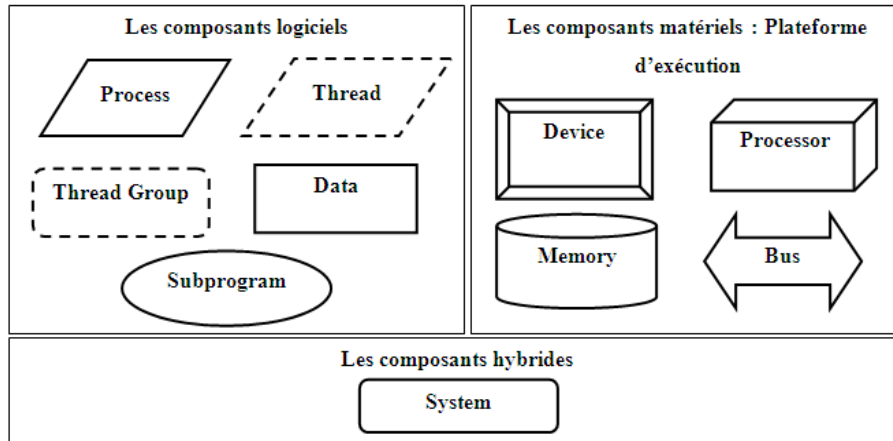 Les composants logiciels
Process
Thread
Thread Group
Data
Subprogram
Les composants matériels : Plateforme
d'exécution
Device
Processor
Memory
Bus
Les composants hybrides
System